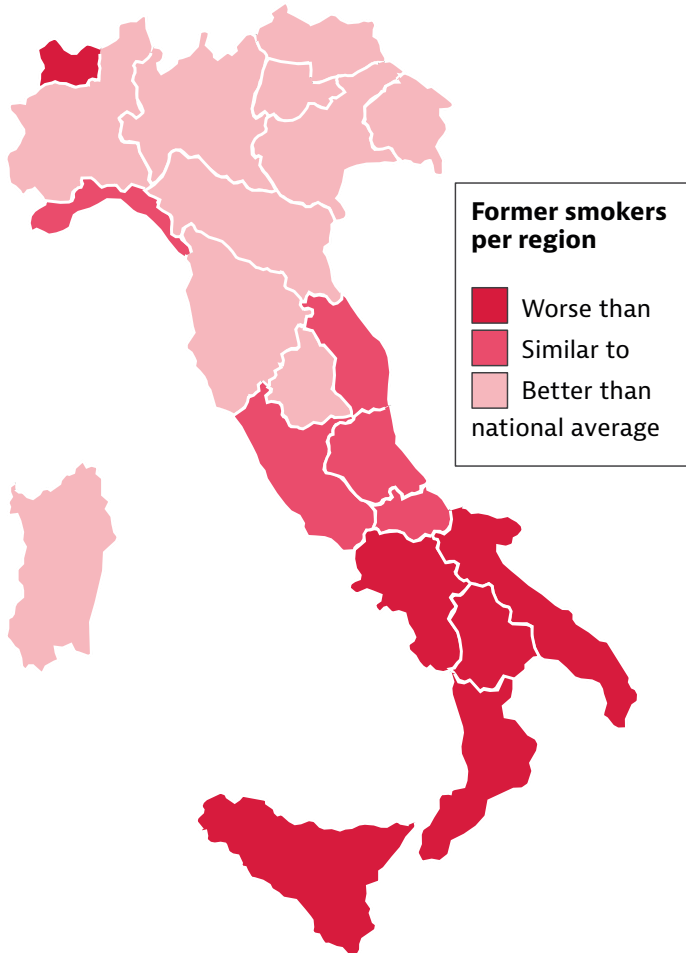 Former smokers
per region
Worse than
Similar to
Better than
national average